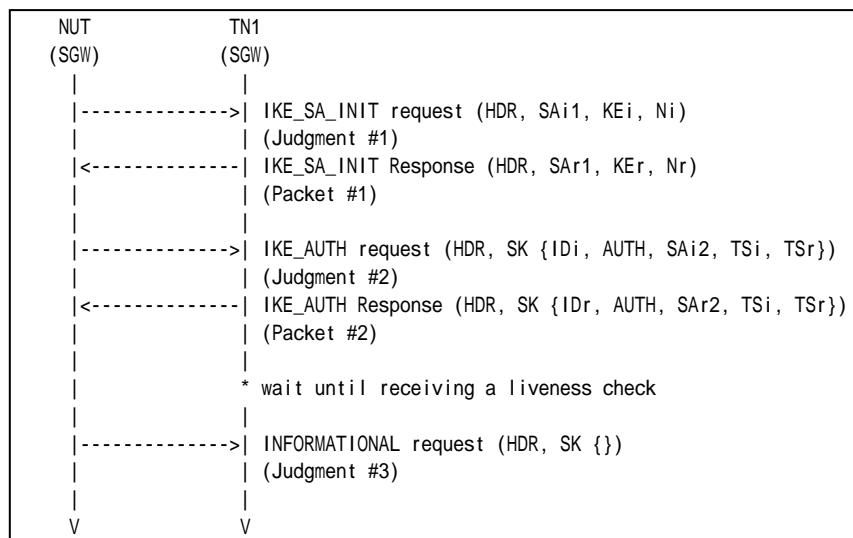 NUT TN1
(SGW) (SGW)
| |
|-------------->| IKE_SA_INIT request (HDR, SAi1, KEi, Ni)
| | (Judgment #1)
|<--------------| IKE_SA_INIT Response (HDR, SAr1, KEr, Nr)
| | (Packet #1)
| |
|-------------->| IKE_AUTH request (HDR, SK {IDi, AUTH, SAi2, TSi, TSr})
| | (Judgment #2)
|<--------------| IKE_AUTH Response (HDR, SK {IDr, AUTH, SAr2, TSi, TSr})
| | (Packet #2)
| |
| * wait until receiving a liveness check
| |
|-------------->| INFORMATIONAL request (HDR, SK {})
| | (Judgment #3)
| |
V V